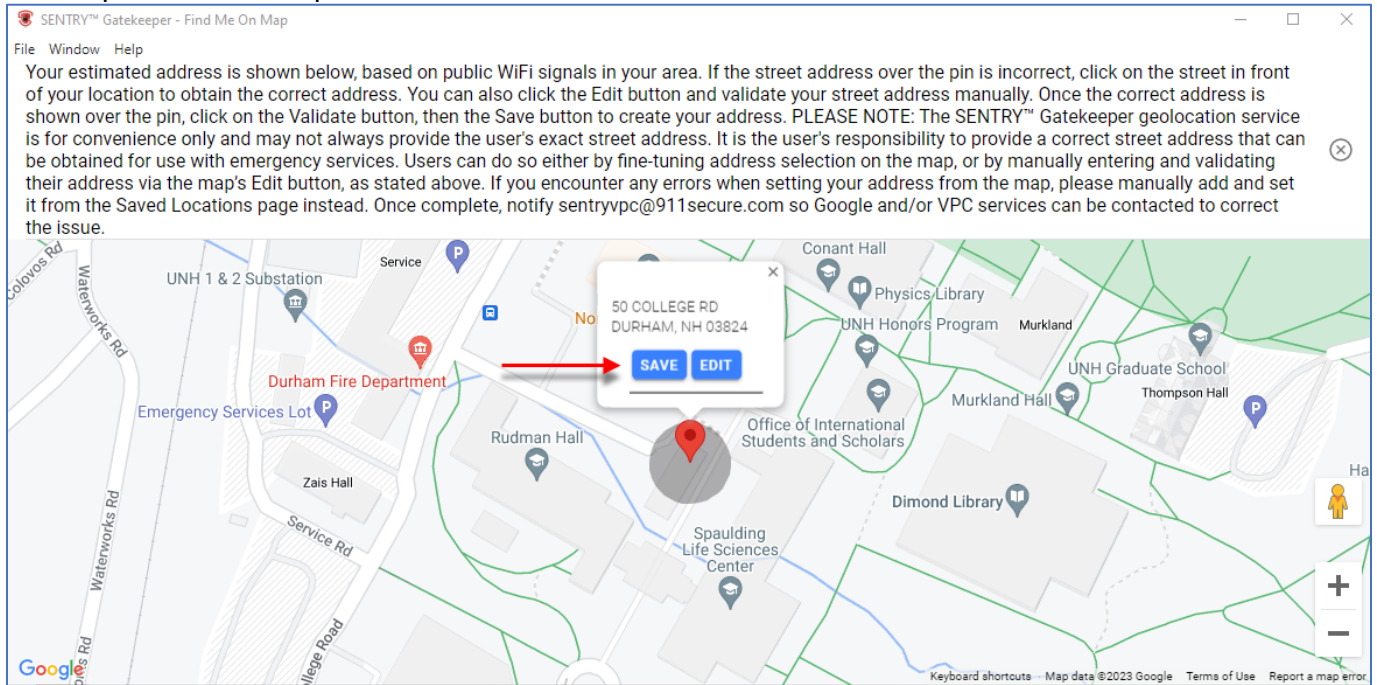 SENTRY™ Gatekeeper - Find Me On Map
File Window Help
Your estimated address is shown below, based on public WiFi signals in your area. If the street address over the pin is incorrect, click on the street in front
of your location to obtain the correct address. You can also click the Edit button and validate your street address manually. Once the correct address is
shown over the pin, click on the Validate button, then the Save button to create your address. PLEASE NOTE: The SENTRY™ Gatekeeper geolocation service
is for convenience only and may not always provide the user's exact street address. It is the user's responsibility to provide a correct street address that can
be obtained for use with emergency services. Users can do so either by fine-tuning address selection on the map, or by manually entering and validating
their address via the map's Edit button, as stated above. If you encounter any errors when setting your address from the map, please manually add and set
it from the Saved Locations page instead. Once complete, notify sentryvpc@911secure.com so Google and/or VPC services can be contacted to correct
the issue.
Colovos Rd
Waterworks Rd
UNH 1 & 2 Substation
Service
P
Conant Hall
Physics Library
No
50 COLLEGE RD
DURHAM, NH 03824
SAVE EDIT
UNH Honors Program
Murkland
UNH Graduate School
Thompson Hall
P
Durham Fire Department
Emergency Services Lot P
Murkland Hall
Office of International
Students and Scholars
Rudman Hall
Zais Hall
Dimond Library
Ha
Waterworks Rd
Service Rd
Spaulding
Life Sciences
Center
+
−
llege Road
s Rd
Google
Keyboard shortcuts Map data ©2023 Google Terms of Use Report a map error